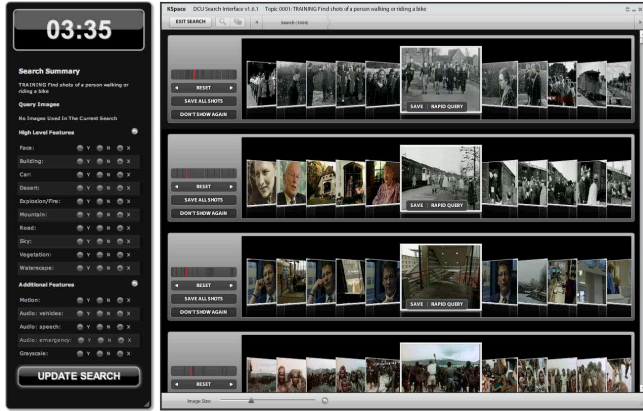 03:35
Search Summary
TRAINING Find shots of a person walking or
riding a bike
Query Images
No Images Used In The Current Search
High Level Features
Face: Y N X
Building: Y N X
Car: Y N X
Desert: Y N X
Explosion/Fire: Y N X
Mountain: Y N X
Road: Y N X
Sky: Y N X
Vegetation: Y N X
Waterscape: Y N X
Additional Features
Motion: Y N X
Audio: vehicles: Y N X
Audio: speech: Y N X
Audio: emergency: Y N X
Grayscale: Y N X
UPDATE SEARCH
KSpace DCU Search Interface v1.6.1 Topic 0001: TRAINING Find shots of a person walking or riding a bike
EXIT SEARCH
Search (1000)
RESET
SAVE ALL SHOTS
DON'T SHOW AGAIN
SAVE | RAPID QUERY
RESET
SAVE ALL SHOTS
DON'T SHOW AGAIN
SAVE | RAPID QUERY
RESET
SAVE ALL SHOTS
DON'T SHOW AGAIN
SAVE | RAPID QUERY
RESET
Image Size